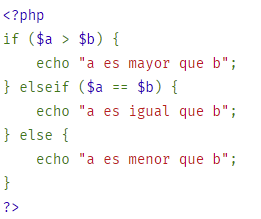 <?php
if ($a > $b) {
    echo "a es mayor que b";
} elseif ($a == $b) {
    echo "a es igual que b";
} else {
    echo "a es menor que b";
}
?>